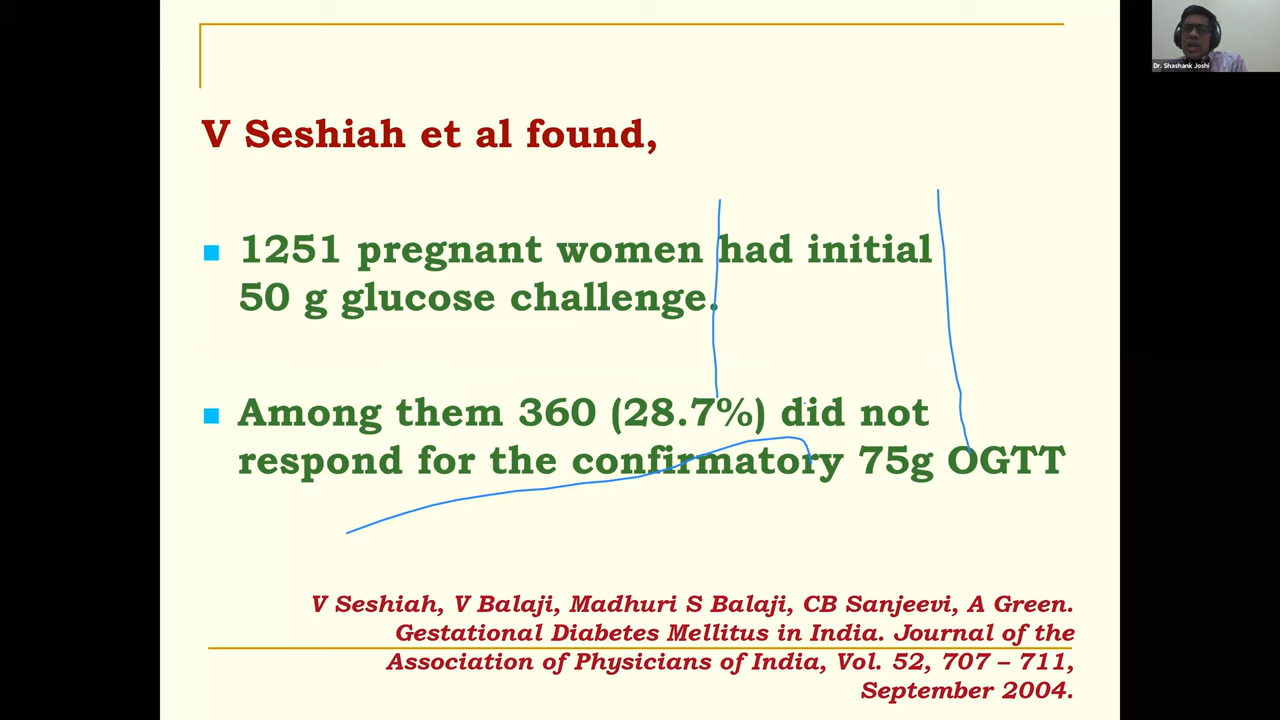 Dr. Shashank Joshi
V Seshiah et al found,
1251 pregnant women had initial
50 g glucose challenge.
Among them 360 (28.7%) did not
respond for the confirmatory 75g OGTT
V Seshiah, V Balaji, Madhuri S Balaji, CB Sanjeevi, A Green.
Gestational Diabetes Mellitus in India. Journal of the
Association of Physicians of India, Vol. 52, 707 – 711,
September 2004.